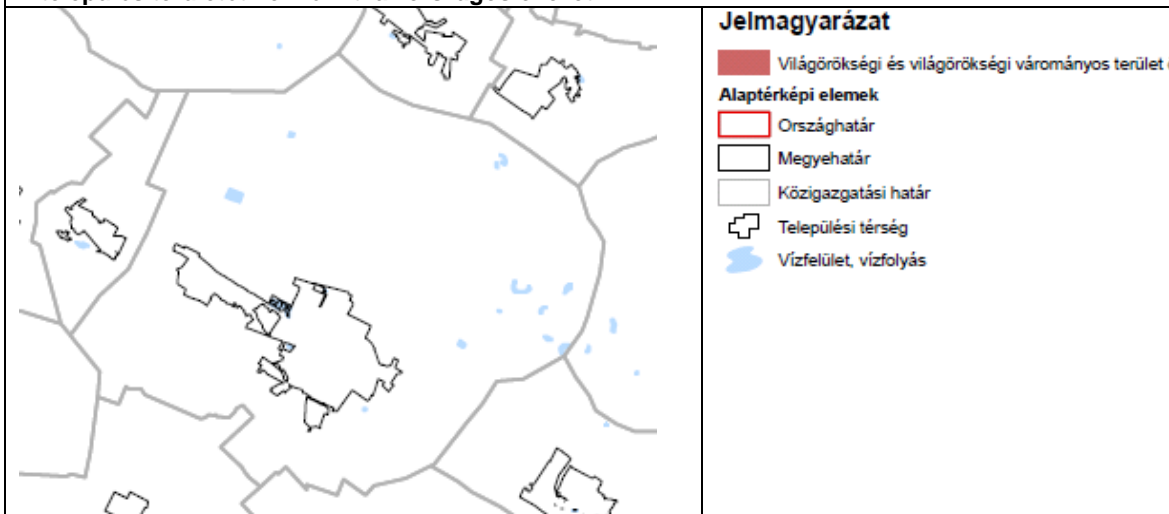 Jelmagyarázat
Világörökségi és világörökségi várományos terület
Alaptérképi elemek
Országhatár
Megyehatár
Közigazgatási határ
Települési térség
Vízfelület, vízfolyás